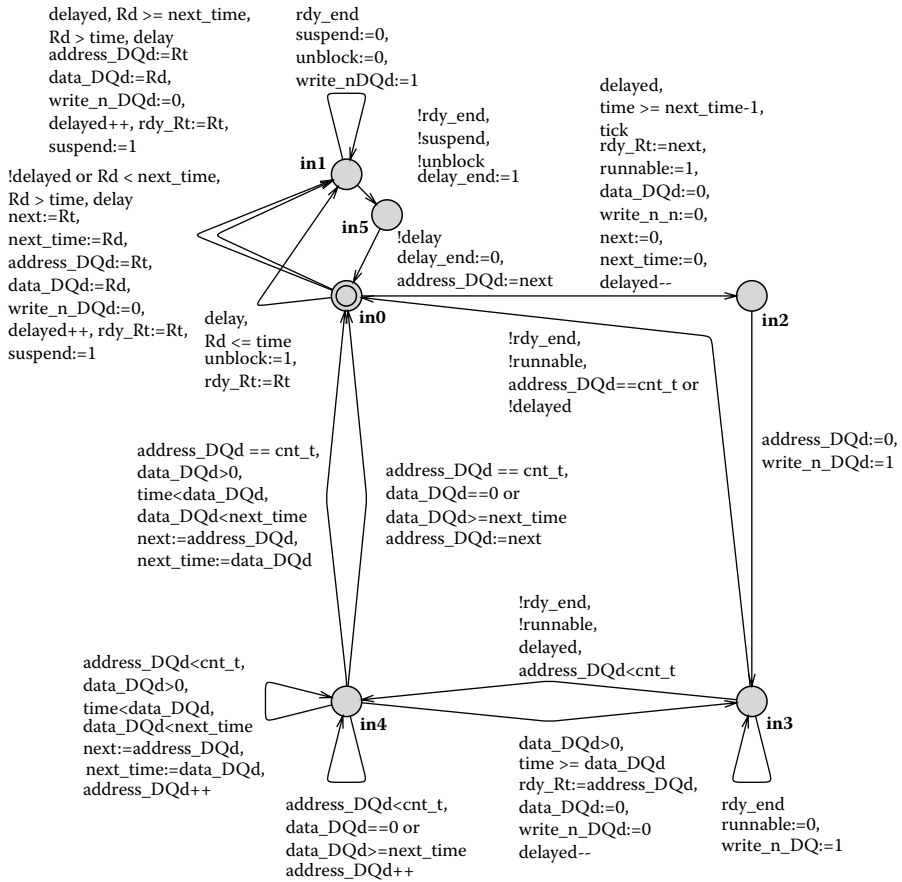 delayed, Rd >= next_time,
Rd > time, delay
address_DQd:=Rt
data_DQd:=Rd,
write_n_DQd:=0,
delayed++, rdy_Rt:=Rt,
suspend:=1
rdy_end
suspend:=0,
unblock:=0,
write_nDQd:=1
!rdy_end,
!suspend,
!unblock
delay_end:=1
delayed,
time >= next_time-1,
tick
rdy_Rt:=next,
runnable:=1,
data_DQd:=0,
write_n_n:=0,
next:=0,
next_time:=0,
delayed--
in1
!delayed or Rd < next_time,
Rd > time, delay
next:=Rt,
next_time:=Rd,
address_DQd:=Rt,
data_DQd:=Rd,
write_n_DQd:=0,
delayed++, rdy_Rt:=Rt,
suspend:=1
in5
!delay
delay_end:=0,
address_DQd:=next
in0
in2
delay,
Rd <= time
unblock:=1,
rdy_Rt:=Rt
!rdy_end,
!runnable,
address_DQd==cnt_t or
!delayed
address_DQd:=0,
write_n_DQd:=1
address_DQd == cnt_t,
data_DQd>0,
time<data_DQd,
data_DQd<next_time
next:=address_DQd,
next_time:=data_DQd
address_DQd == cnt_t,
data_DQd==0 or
data_DQd>=next_time
address_DQd:=next
!rdy_end,
!runnable,
delayed,
address_DQd<cnt_t
address_DQd<cnt_t,
data_DQd>0,
time<data_DQd,
data_DQd<next_time
next:=address_DQd,
next_time:=data_DQd,
address_DQd++
in4
in3
address_DQd<cnt_t,
data_DQd==0 or
data_DQd>=next_time
address_DQd++
data_DQd>0,
time >= data_DQd
rdy_Rt:=address_DQd,
data_DQd:=0,
write_n_DQd:=0
delayed--
rdy_end
runnable:=0,
write_n_DQ:=1